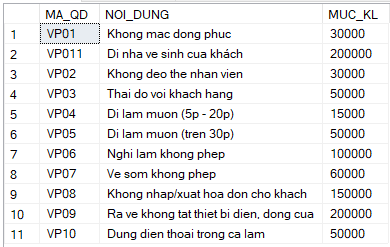 MA_QD NOI_DUNG MUC_KL
1 VP01 Khong mac dong phuc 30000
2 VP011 Di nha ve sinh cua khách 200000
3 VP02 Khong deo the nhan vien 30000
4 VP03 Thai do voi khach hang 50000
5 VP04 Di lam muon (5p - 20p) 15000
6 VP05 Di lam muon (tren 30p) 50000
7 VP06 Nghi lam khong phep 100000
8 VP07 Ve som khong phep 60000
9 VP08 Khong nhap/xuat hoa don cho khach 150000
10 VP09 Ra ve khong tat thiet bi dien, dong cua 200000
11 VP10 Dung dien thoai trong ca lam 50000